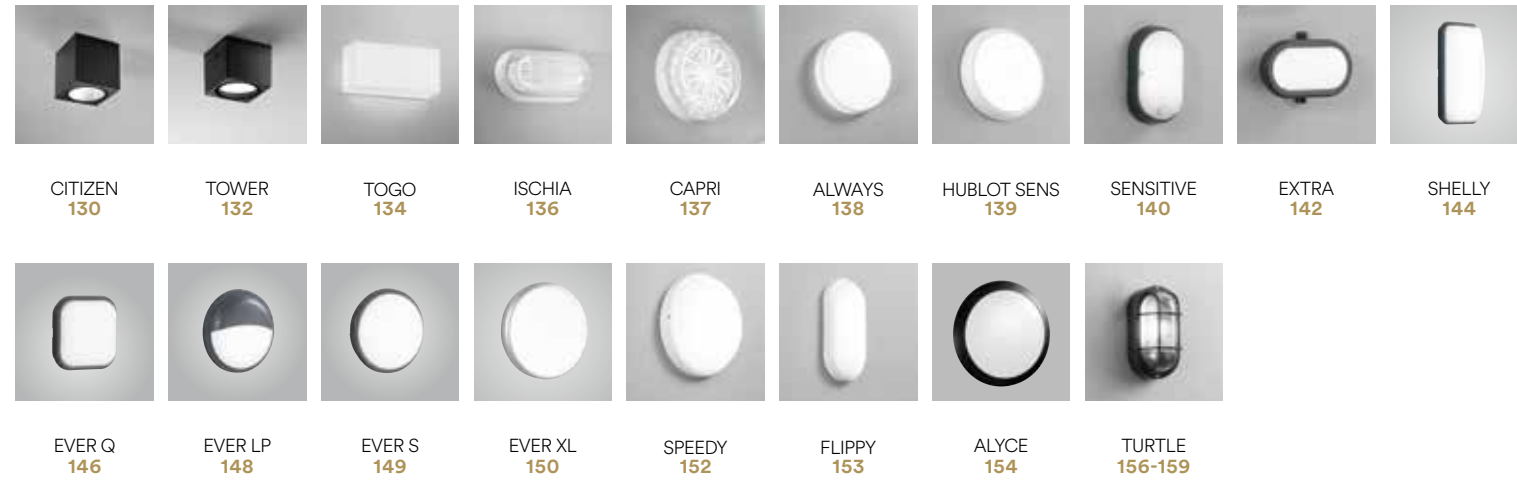 CITIZEN
130
TOWER
132
TOGO
134
ISCHIA
136
CAPRI
137
ALWAYS
138
HUBLOT SENS
139
SENSITIVE
140
EXTRA
142
SHELLY
144
EVER Q
146
EVER LP
148
EVER S
149
EVER XL
150
SPEEDY
152
FLIPPY
153
ALYCE
154
TURTLE
156-159